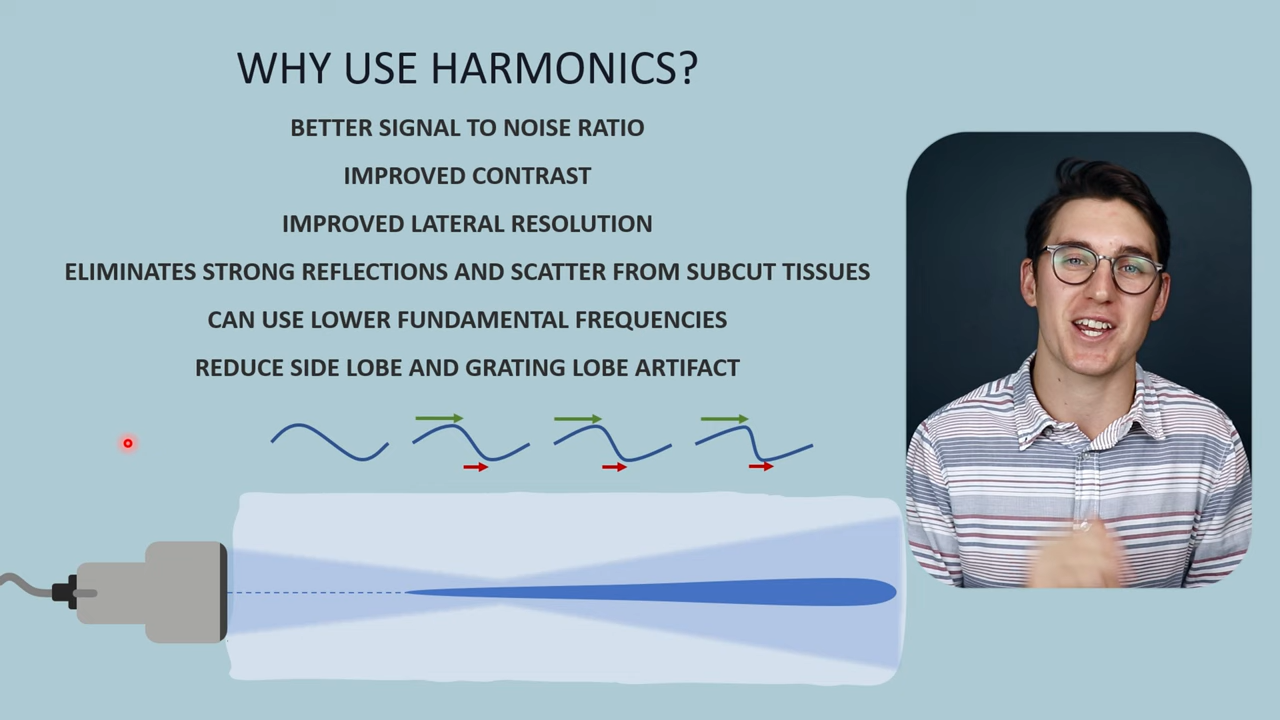 WHY USE HARMONICS?
BETTER SIGNAL TO NOISE RATIO
IMPROVED CONTRAST
IMPROVED LATERAL RESOLUTION
ELIMINATES STRONG REFLECTIONS AND SCATTER FROM SUBCUT TISSUES
CAN USE LOWER FUNDAMENTAL FREQUENCIES
REDUCE SIDE LOBE AND GRATING LOBE ARTIFACT